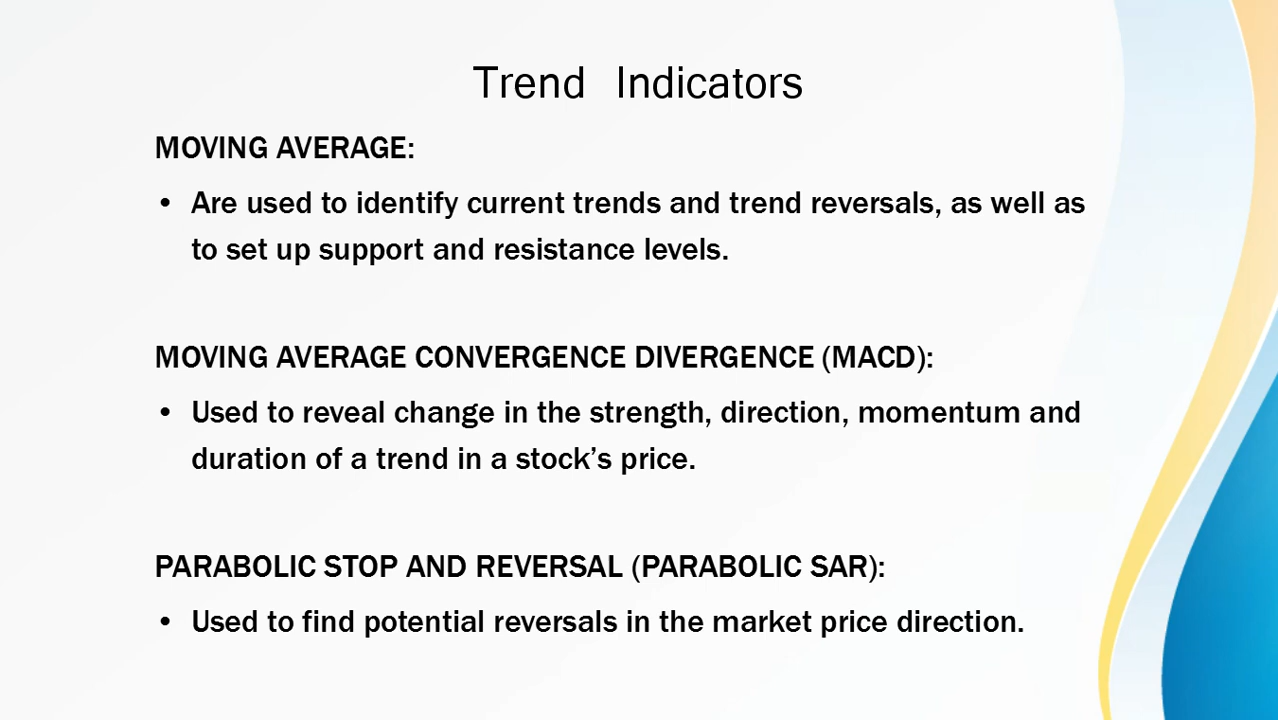 Trend Indicators
MOVING AVERAGE:
• Are used to identify current trends and trend reversals, as well as
to set up support and resistance levels.
MOVING AVERAGE CONVERGENCE DIVERGENCE (MACD):
• Used to reveal change in the strength, direction, momentum and
duration of a trend in a stock’s price.
PARABOLIC STOP AND REVERSAL (PARABOLIC SAR):
• Used to find potential reversals in the market price direction.